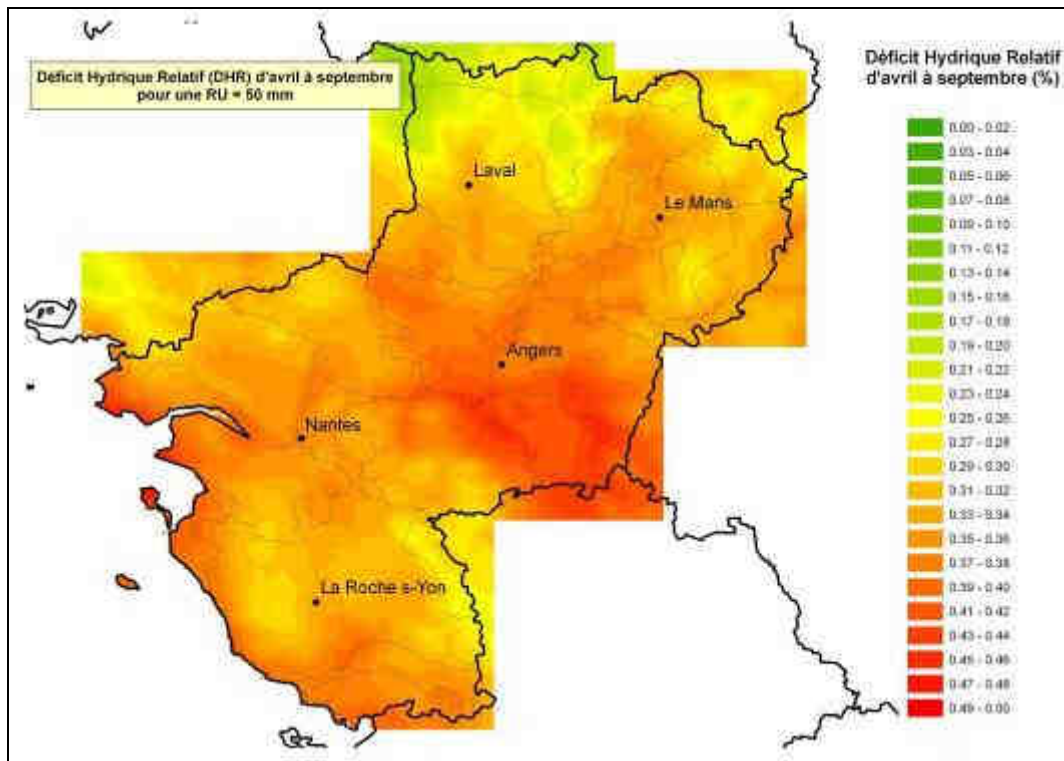 Déficit Hydrique Relatif (DHR) d'avril à septembre
pour une RU = 50 mm
Déficit Hydrique Relatif
d'avril à septembre (%)
Laval
Le Mans
Angers
Nantes
La Roche s-Yon
0.00 - 0.02
0.03 - 0.04
0.05 - 0.06
0.07 - 0.08
0.09 - 0.10
0.11 - 0.12
0.13 - 0.14
0.15 - 0.16
0.17 - 0.18
0.19 - 0.20
0.21 - 0.22
0.23 - 0.24
0.25 - 0.26
0.27 - 0.28
0.29 - 0.30
0.31 - 0.32
0.33 - 0.34
0.35 - 0.36
0.37 - 0.38
0.39 - 0.40
0.41 - 0.42
0.43 - 0.44
0.45 - 0.46
0.47 - 0.48